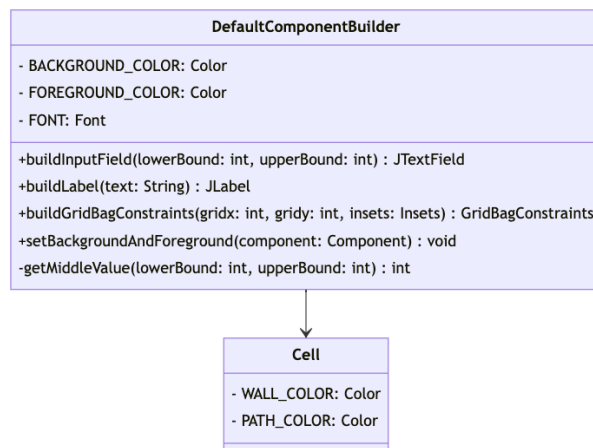 DefaultComponentBuilder
- BACKGROUND_COLOR: Color
- FOREGROUND_COLOR: Color
- FONT: Font
+buildInputField(lowerBound: int, upperBound: int) : JTextField
+buildLabel(text: String) : JLabel
+buildGridBagConstraints(gridx: int, gridy: int, insets: Insets) : GridBagConstraints
+setBackgroundAndForeground(component: Component) : void
-getMiddleValue(lowerBound: int, upperBound: int) : int
Cell
- WALL_COLOR: Color
- PATH_COLOR: Color